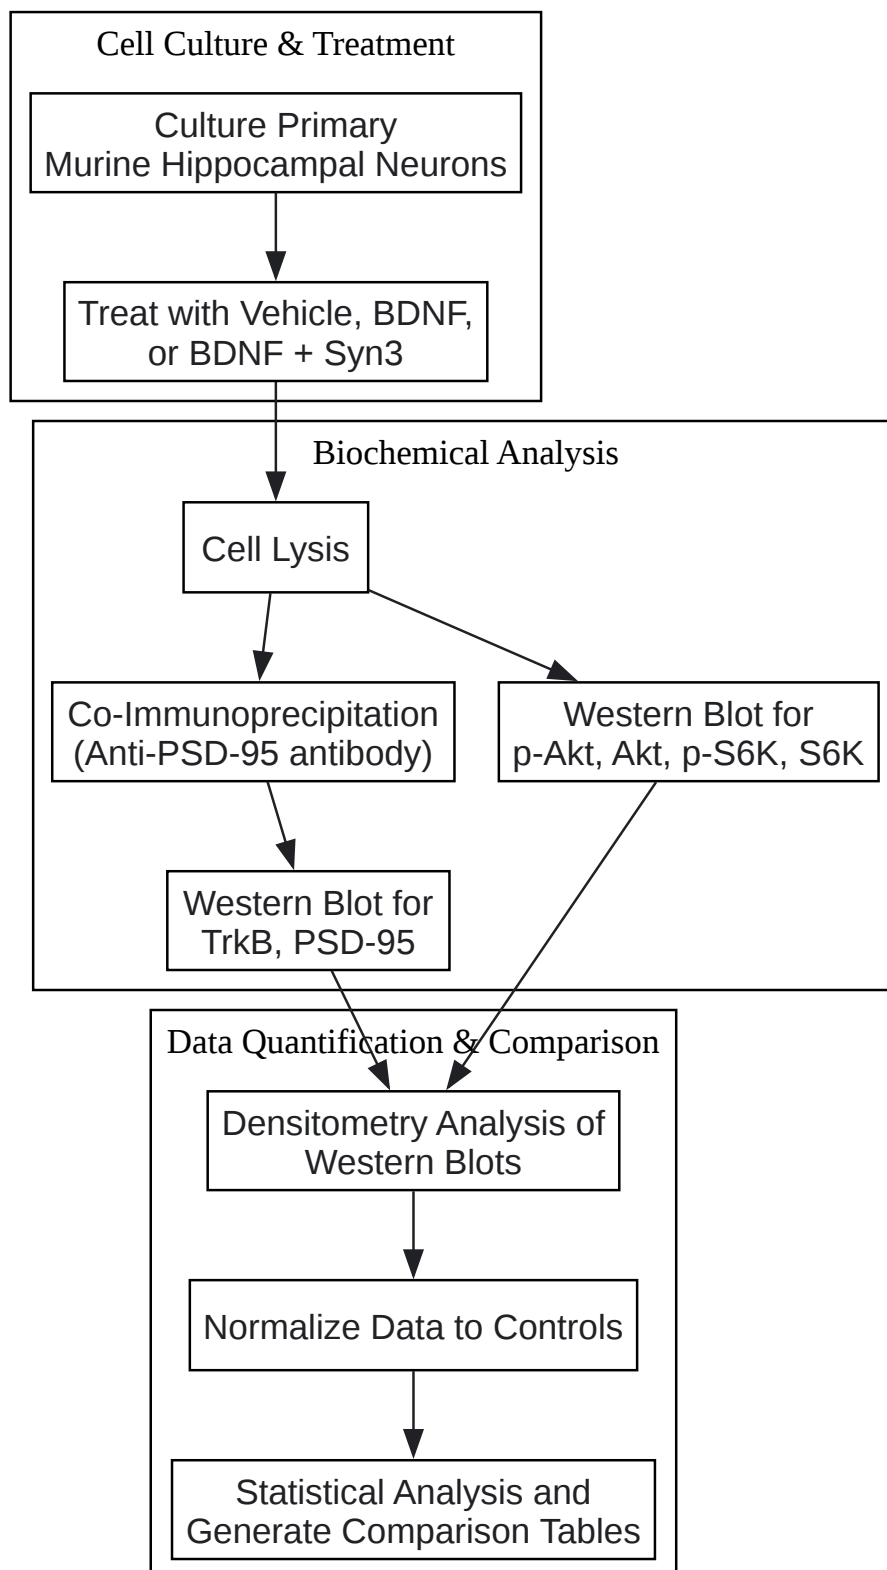 Cell Culture & Treatment
Culture Primary
Murine Hippocampal Neurons
Treat with Vehicle, BDNF,
or BDNF + Syn3
Biochemical Analysis
Cell Lysis
Co-Immunoprecipitation
(Anti-PSD-95 antibody)
Western Blot for
p-Akt, Akt, p-S6K, S6K
Western Blot for
TrkB, PSD-95
Data Quantification & Comparison
Densitometry Analysis of
Western Blots
Normalize Data to Controls
Statistical Analysis and
Generate Comparison Tables